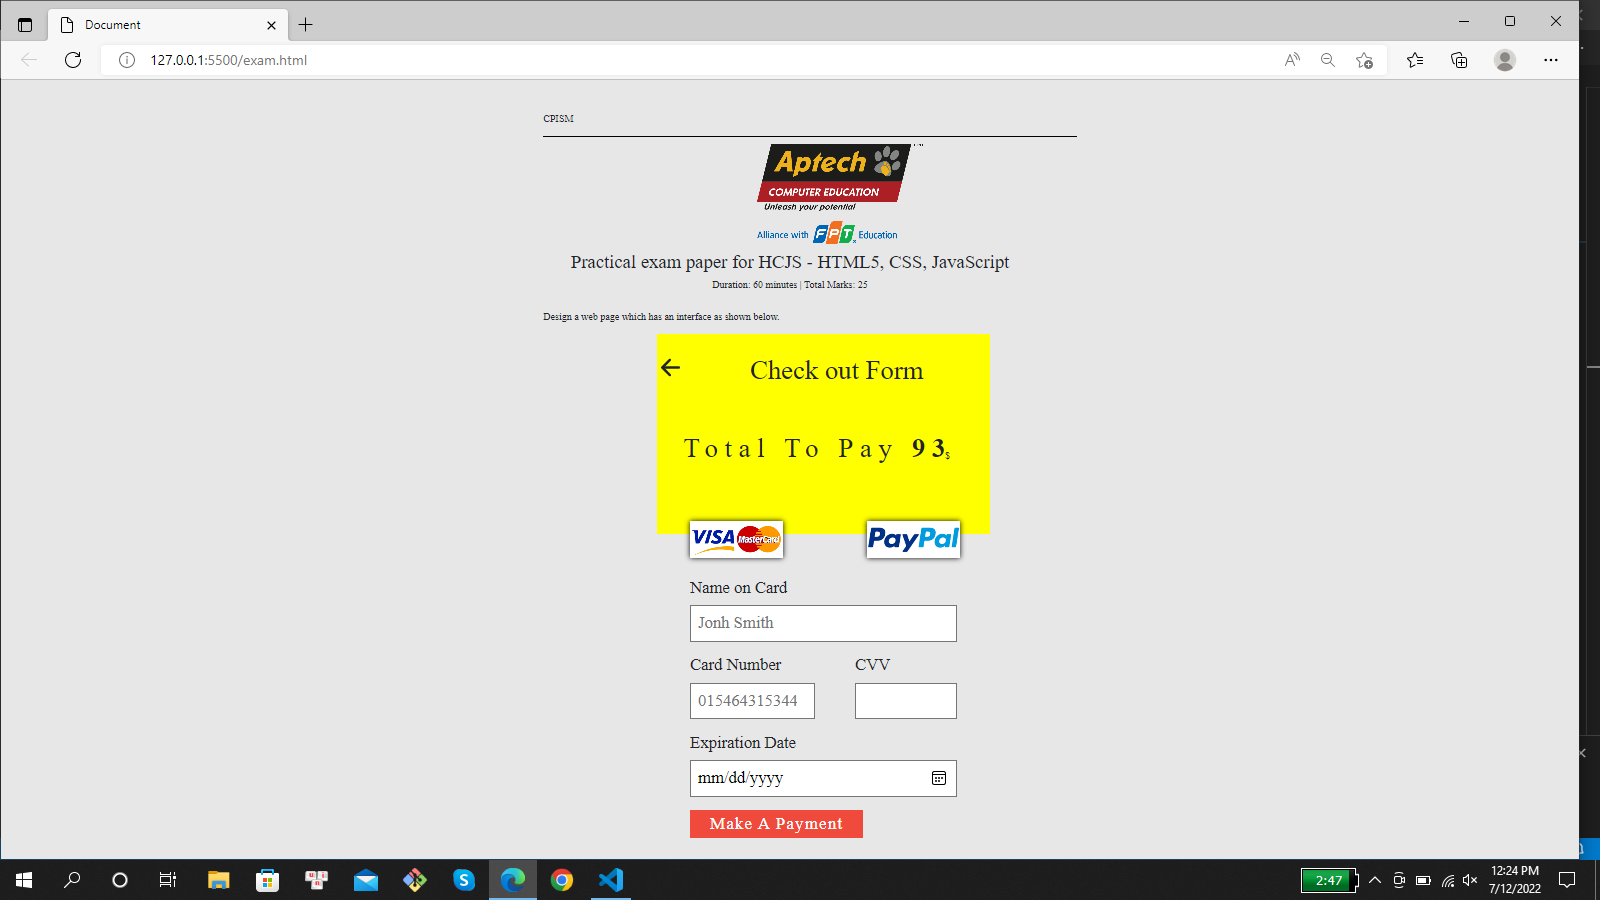 Document
127.0.0.1:5500/exam.html
CPISM
Aptech
COMPUTER EDUCATION
Unleash your potential
Alliance with FPT Education
Practical exam paper for HCJS - HTML5, CSS, JavaScript
Duration: 60 minutes | Total Marks: 25
Design a web page which has an interface as shown below.
Check out Form
Total To Pay 93$
VISA MasterCard
PayPal
Name on Card
Jonh Smith
Card Number CVV
015464315344
Expiration Date
mm/dd/yyyy
Make A Payment
2:47
12:24 PM
7/12/2022